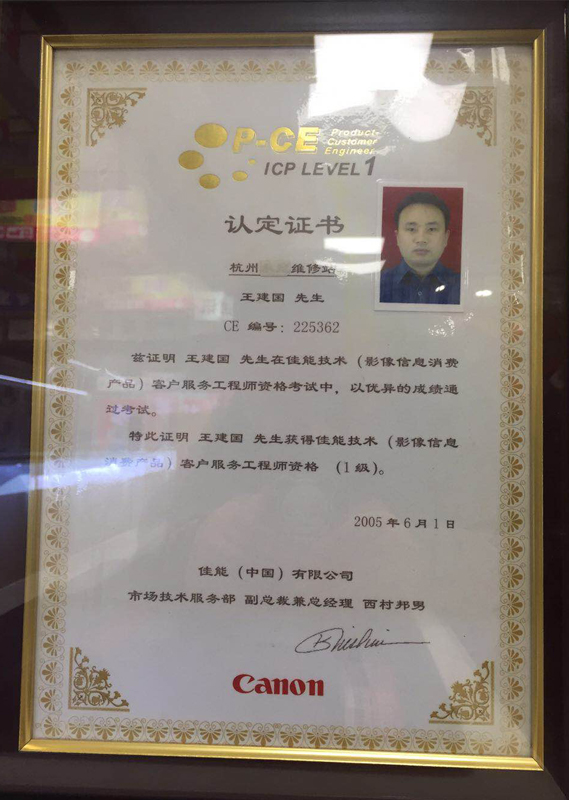 P-CE Product-
Customer
Engineer
ICP LEVEL 1
认定证书
杭州 维修站
王建国 先生
CE 编号：225362
兹证明 王建国 先生在佳能技术（影像信息消费
产品）客户服务工程师资格考试中，以优异的成绩通
过考试。
特此证明 王建国 先生获得佳能技术（影像信息
消费产品）客户服务工程师资格 （1级）。
2005年6月1日
佳能（中国）有限公司
市场技术服务部 副总裁兼总经理 西村邦男
Canon